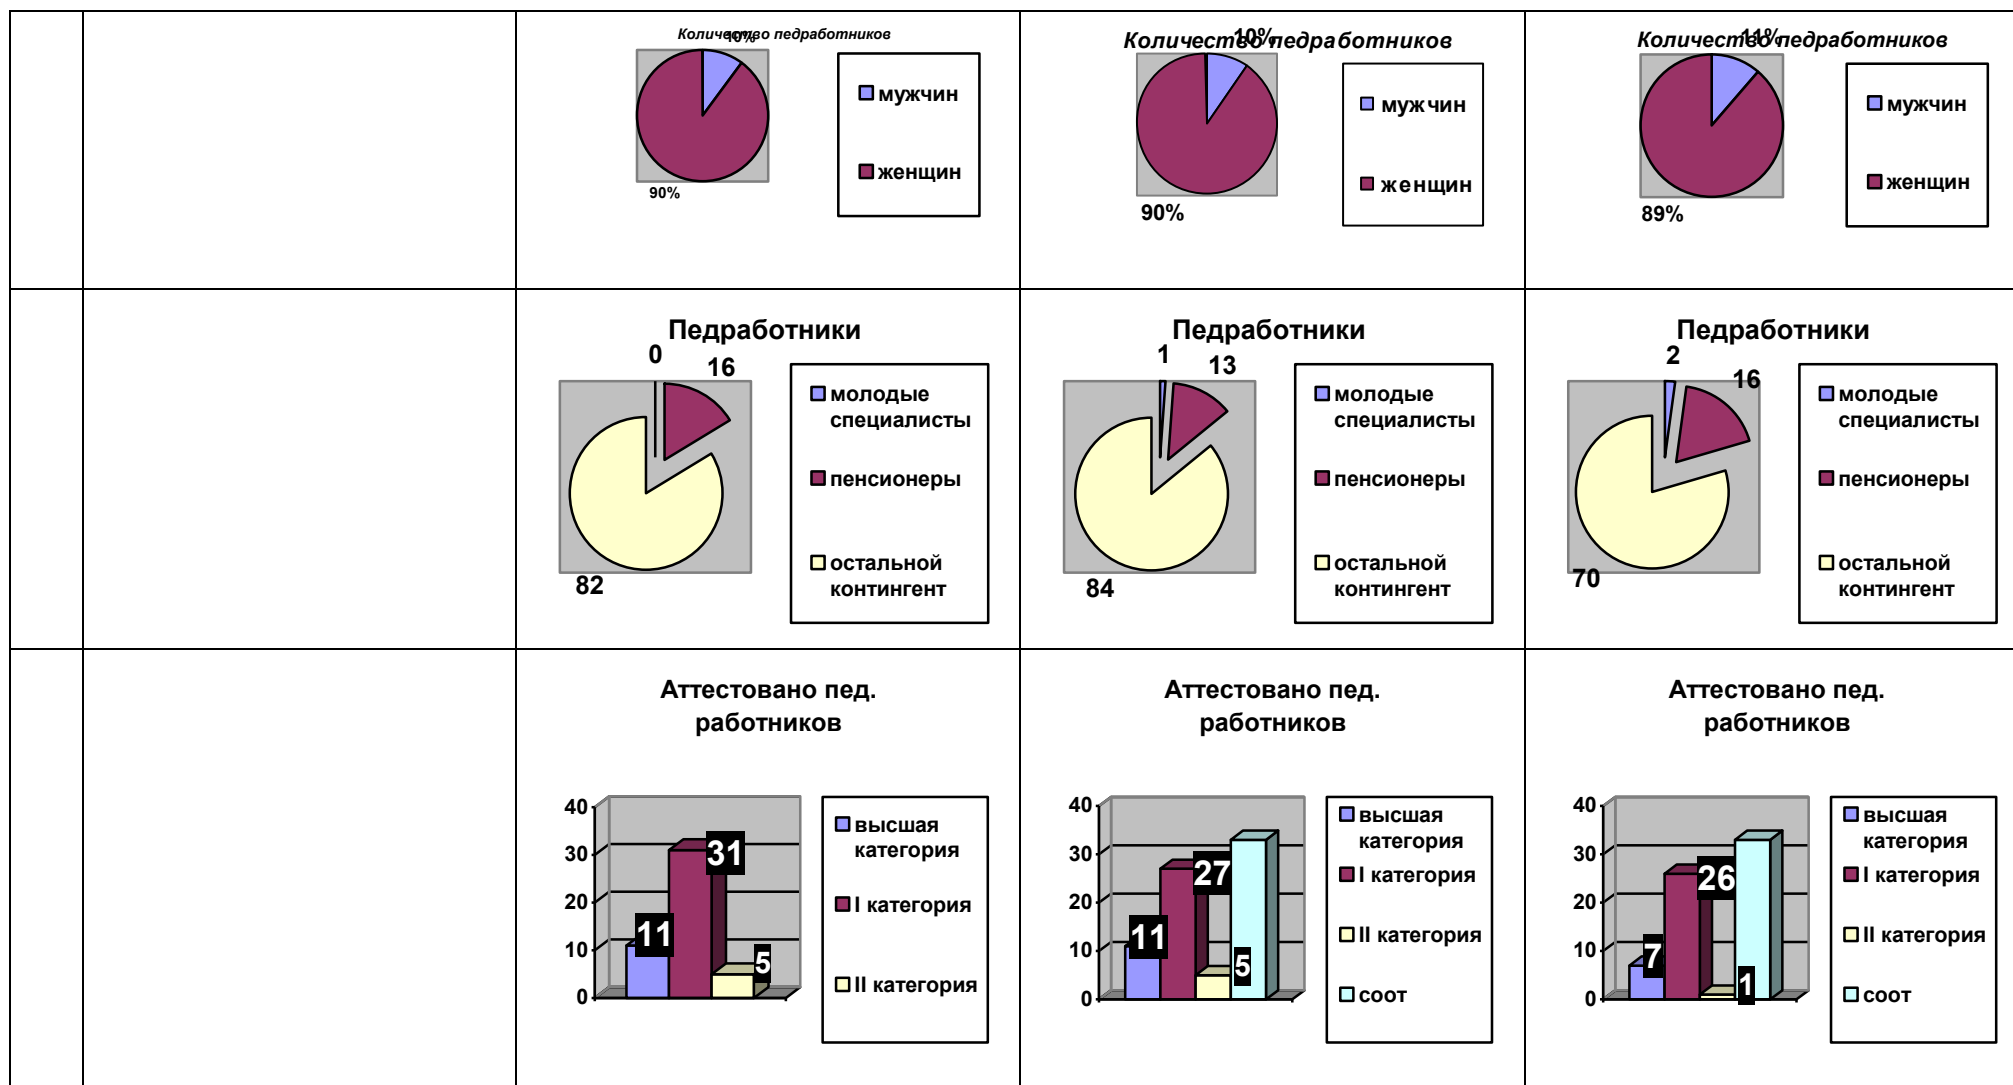 Количество педработников
10%
мужчин
женщин
90%
Количество педработников
10%
мужчин
женщин
90%
Количество педработников
11%
мужчин
женщин
89%
Педработники
0
16
молодые
специалисты
пенсионеры
остальной
контингент
82
Педработники
1
13
молодые
специалисты
пенсионеры
остальной
контингент
84
Педработники
2
16
молодые
специалисты
пенсионеры
остальной
контингент
70
Аттестовано пед.
работников
40
30
20
10
0
11
31
5
высшая
категория
I категория
II категория
Аттестовано пед.
работников
40
30
20
10
0
11
27
5
высшая
категория
I категория
II категория
соот
Аттестовано пед.
работников
40
30
20
10
0
7
26
1
высшая
категория
I категория
II категория
соот